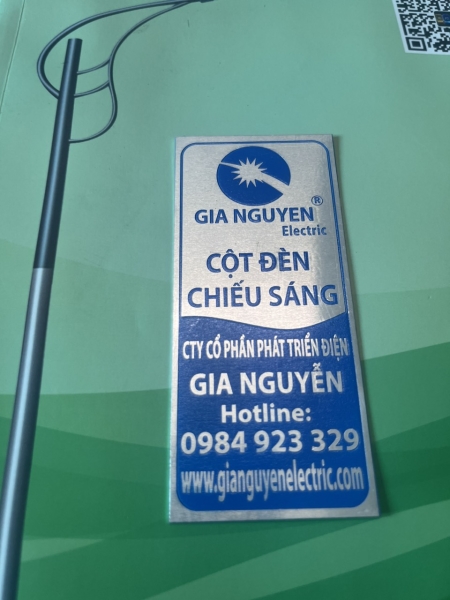 GIA NGUYEN®
Electric
CỘT ĐÈN
CHIẾU SÁNG
CTY CỔ PHẦN PHÁT TRIỂN ĐIỆN
GIA NGUYỄN
Hotline:
0984 923 329
www.gianguyenelectric.com